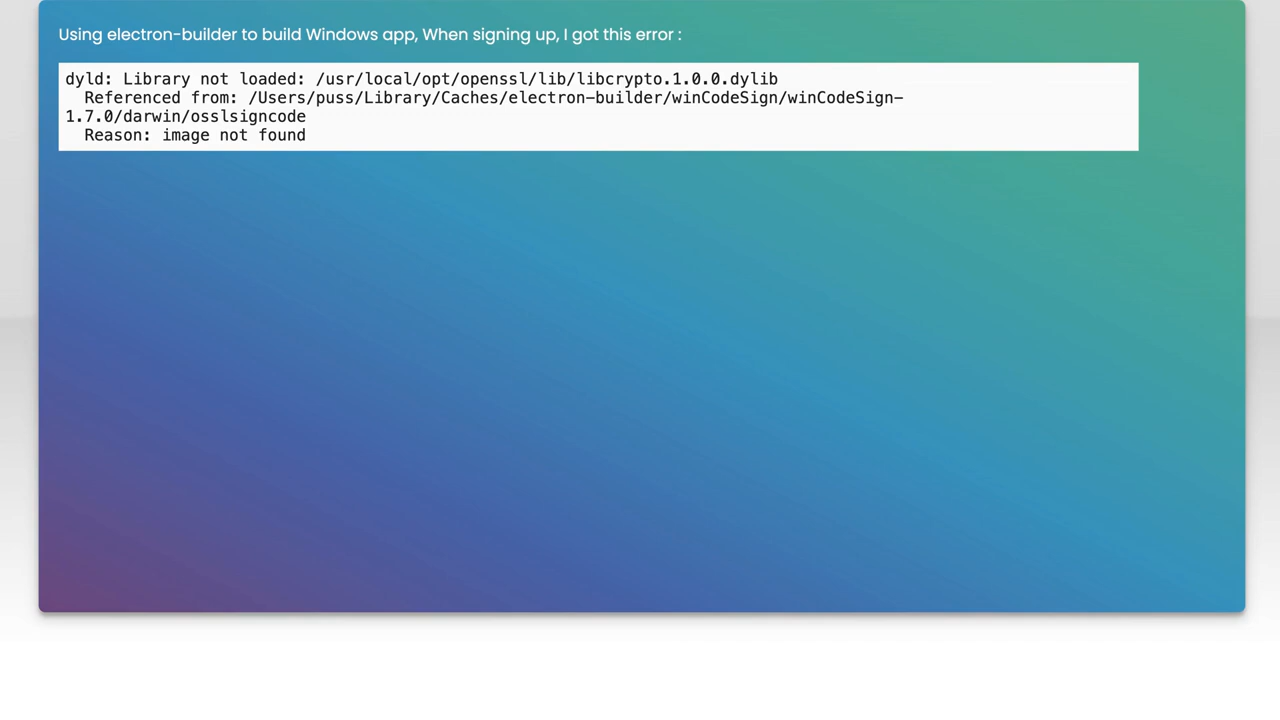 Using electron-builder to build Windows app, When signing up, I got this error :
dyld: Library not loaded: /usr/local/opt/openssl/lib/libcrypto.1.0.0.dylib
  Referenced from: /Users/puss/Library/Caches/electron-builder/winCodeSign/winCodeSign-
1.7.0/darwin/osslsigncode
  Reason: image not found